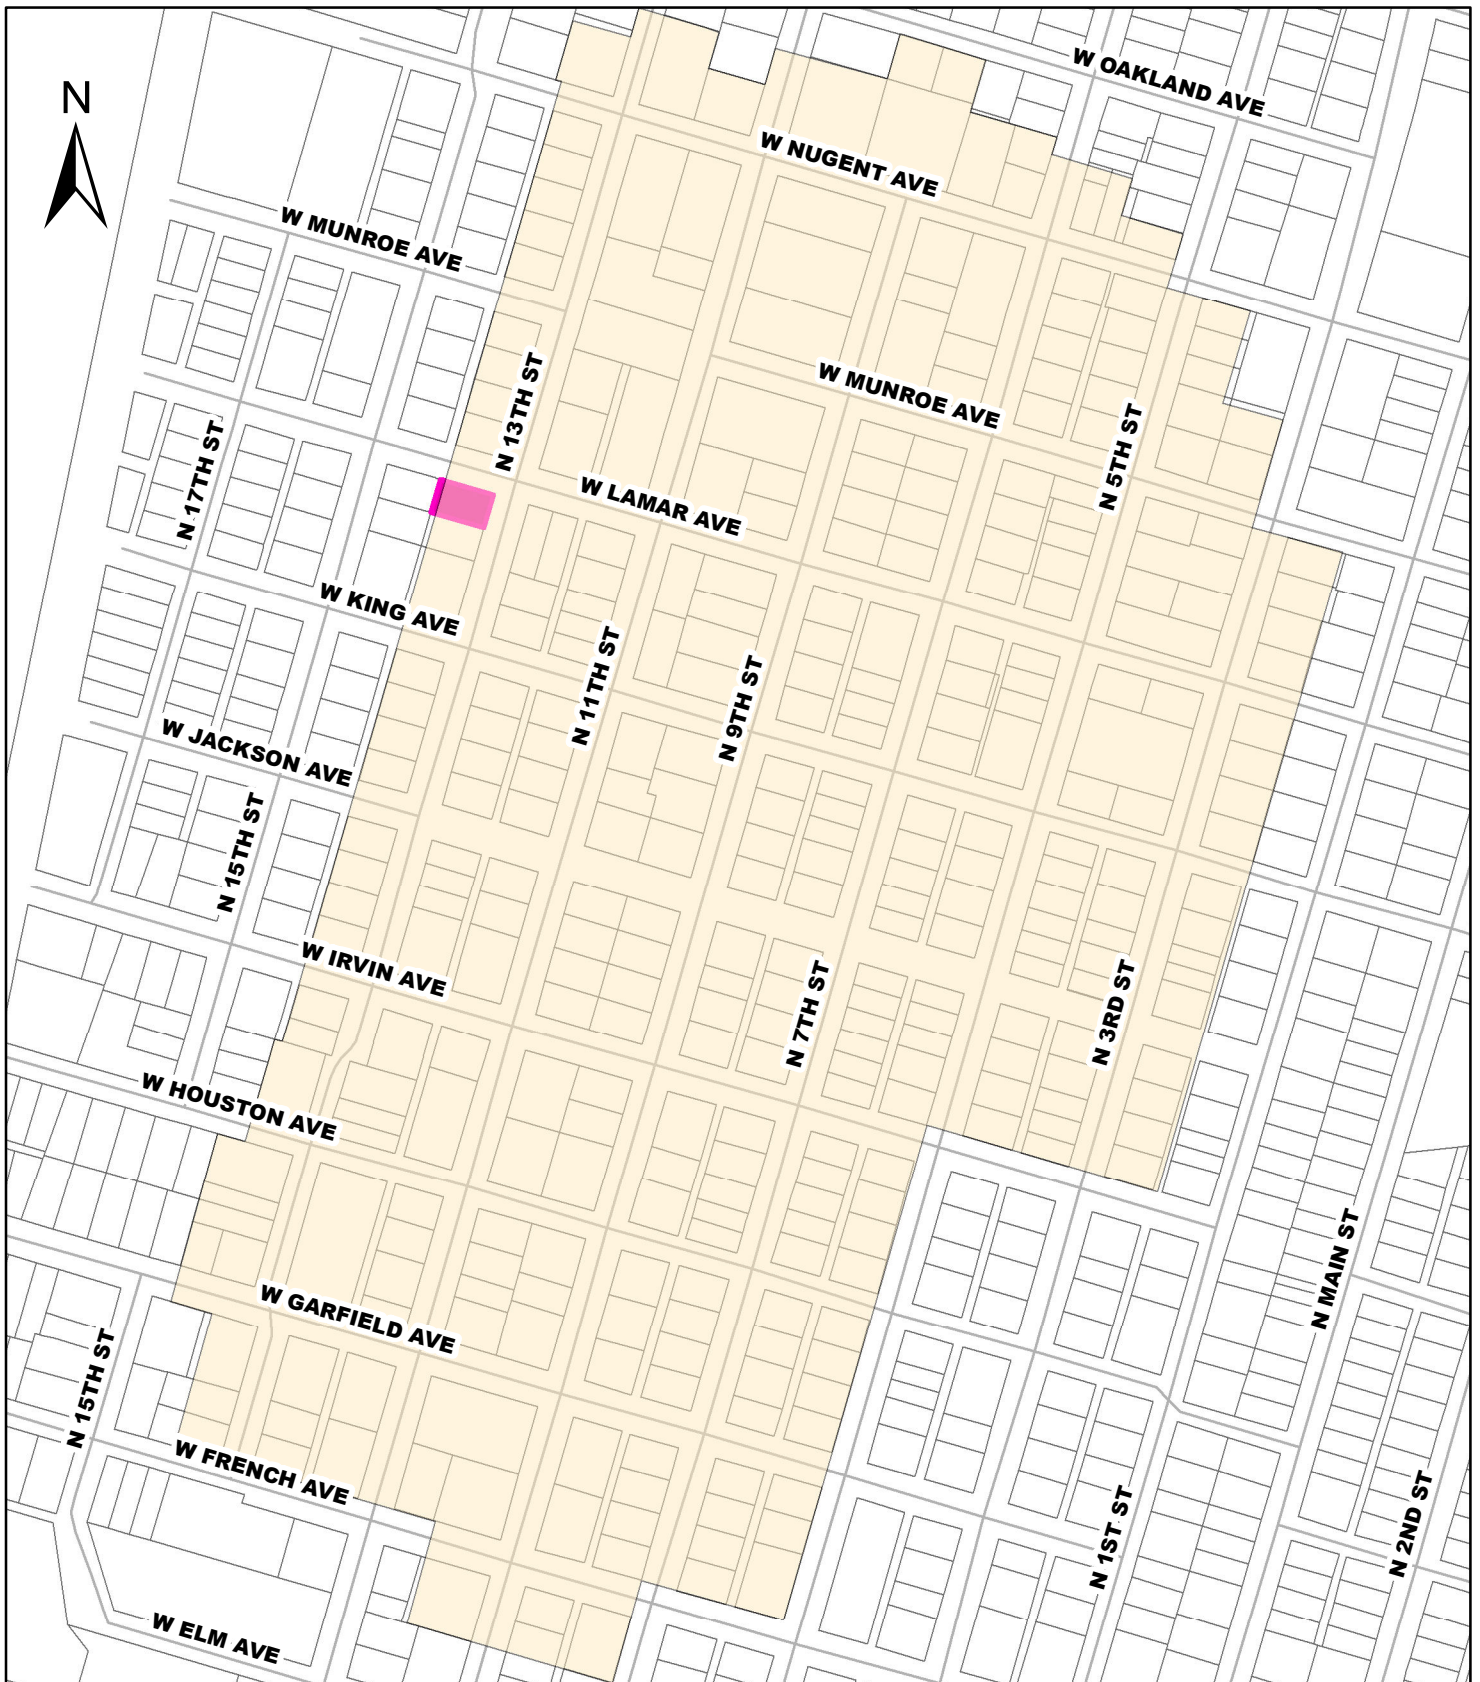 W OAKLAND AVE
N
W NUGENT AVE
W MUNROE AVE
N 13TH ST
W MUNROE AVE
N 5TH ST
N 17TH ST
W LAMAR AVE
W KING AVE
N 11TH ST
N 9TH ST
W JACKSON AVE
N 15TH ST
W IRVIN AVE
N 7TH ST
N 3RD ST
W HOUSTON AVE
N MAIN ST
W GARFIELD AVE
N 15TH ST
W FRENCH AVE
N 1ST ST
N 2ND ST
W ELM AVE